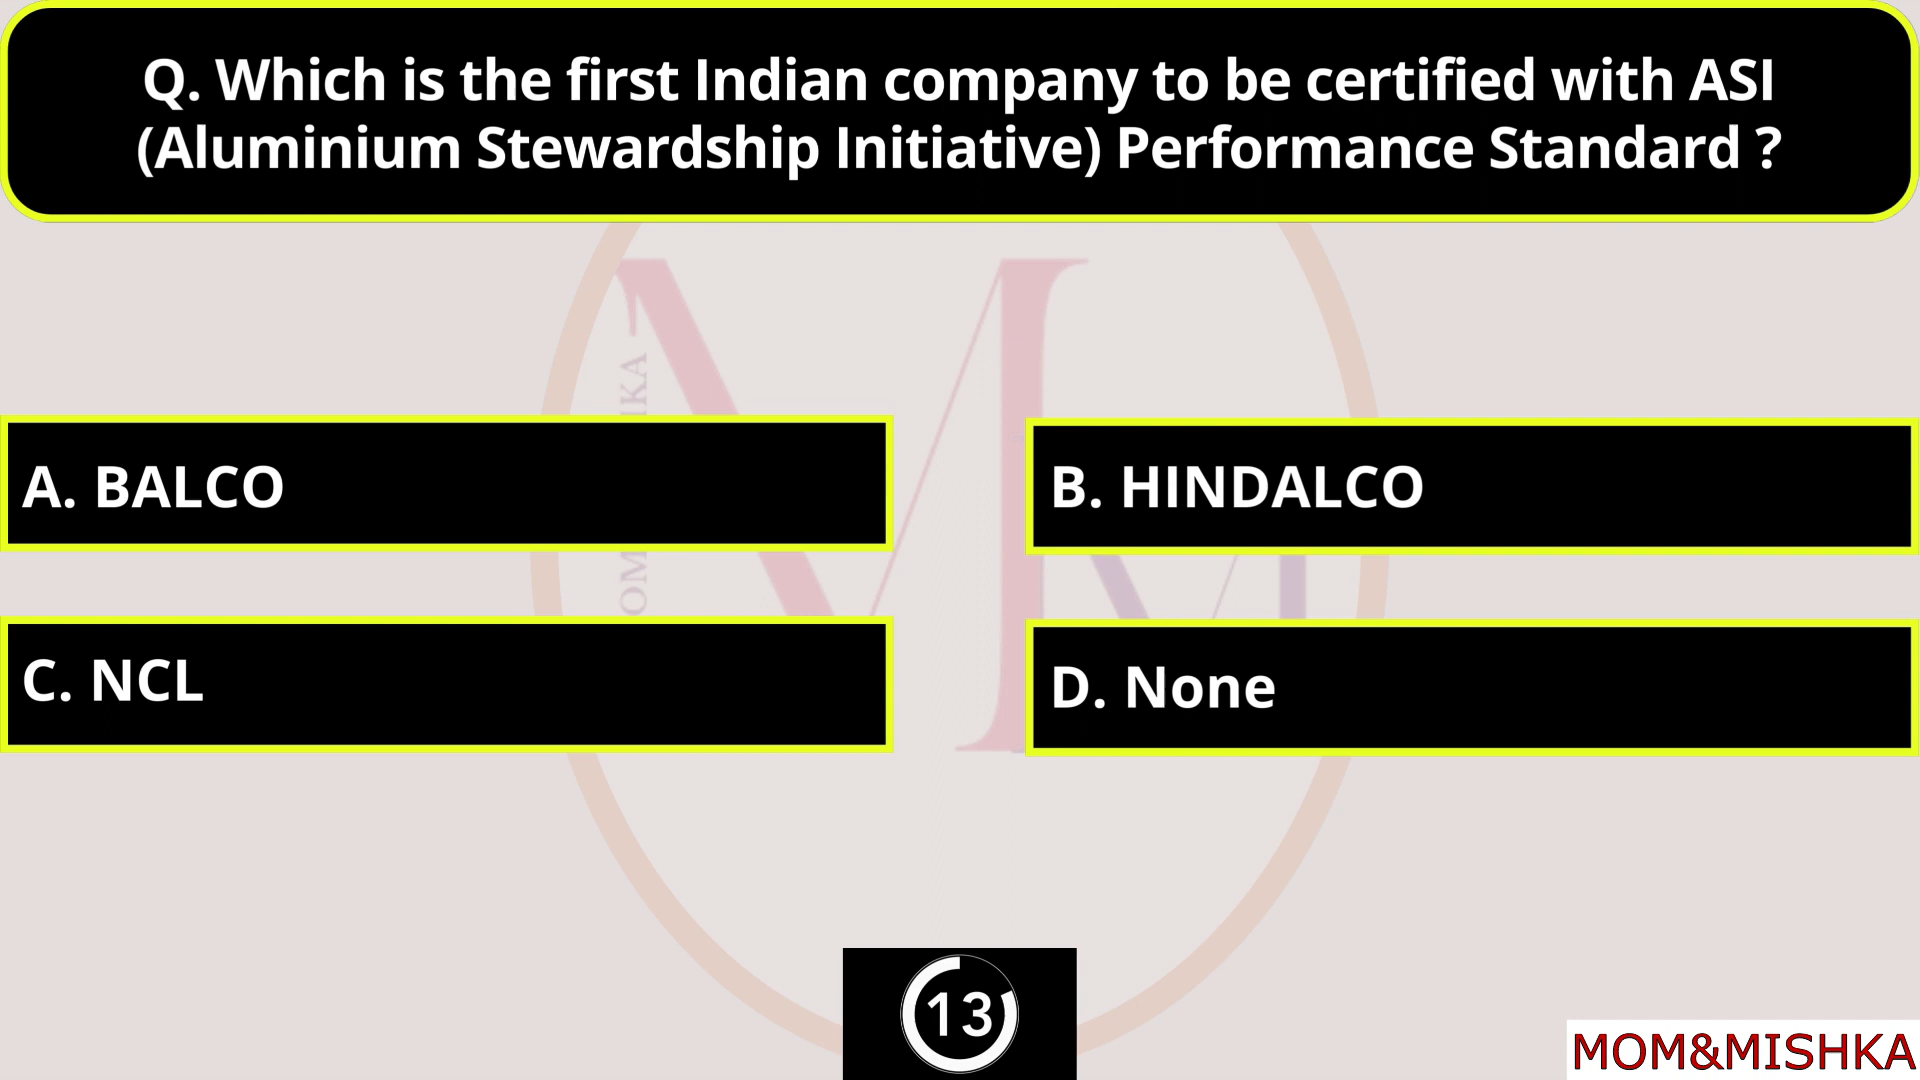 Q. Which is the first Indian company to be certified with ASI
(Aluminium Stewardship Initiative) Performance Standard ?
A. BALCO
B. HINDALCO
C. NCL
D. None
13
MOM&MISHKA